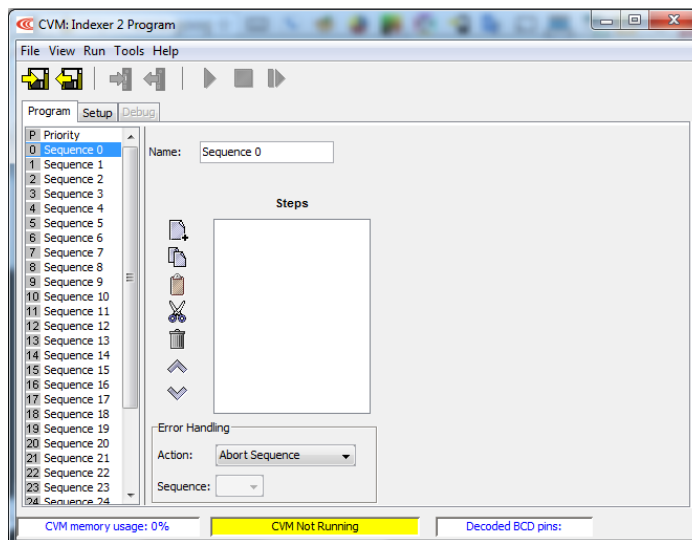 CVM: Indexer 2 Program
File View Run Tools Help
Program Setup Debug
P Priority
0 Sequence 0
1 Sequence 1
2 Sequence 2
3 Sequence 3
4 Sequence 4
5 Sequence 5
6 Sequence 6
7 Sequence 7
8 Sequence 8
9 Sequence 9
10 Sequence 10
11 Sequence 11
12 Sequence 12
13 Sequence 13
14 Sequence 14
15 Sequence 15
16 Sequence 16
17 Sequence 17
18 Sequence 18
19 Sequence 19
20 Sequence 20
21 Sequence 21
22 Sequence 22
23 Sequence 23
24 Sequence 24
Name: Sequence 0
Steps
Error Handling
Action: Abort Sequence
Sequence:
CVM memory usage: 0% CVM Not Running Decoded BCD pins: